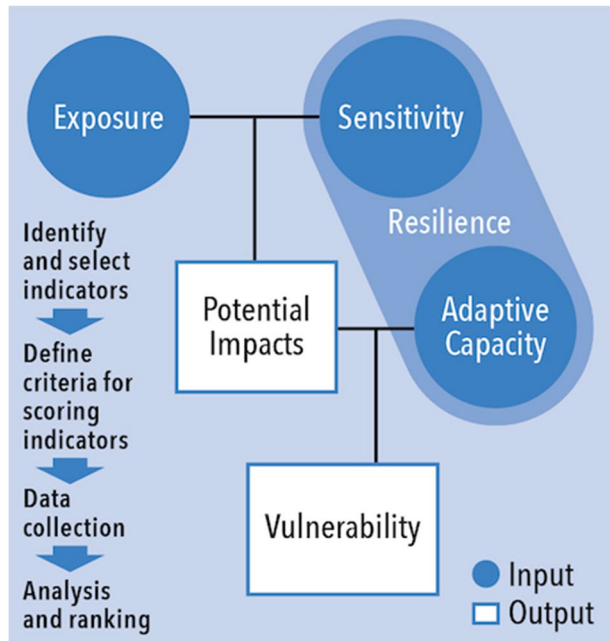 Exposure
Sensitivity
Resilience
Identify
and select
indicators
Potential
Impacts
Adaptive
Capacity
Define
criteria for
scoring
indicators
Data
collection
Vulnerability
Analysis
and ranking
Input
Output